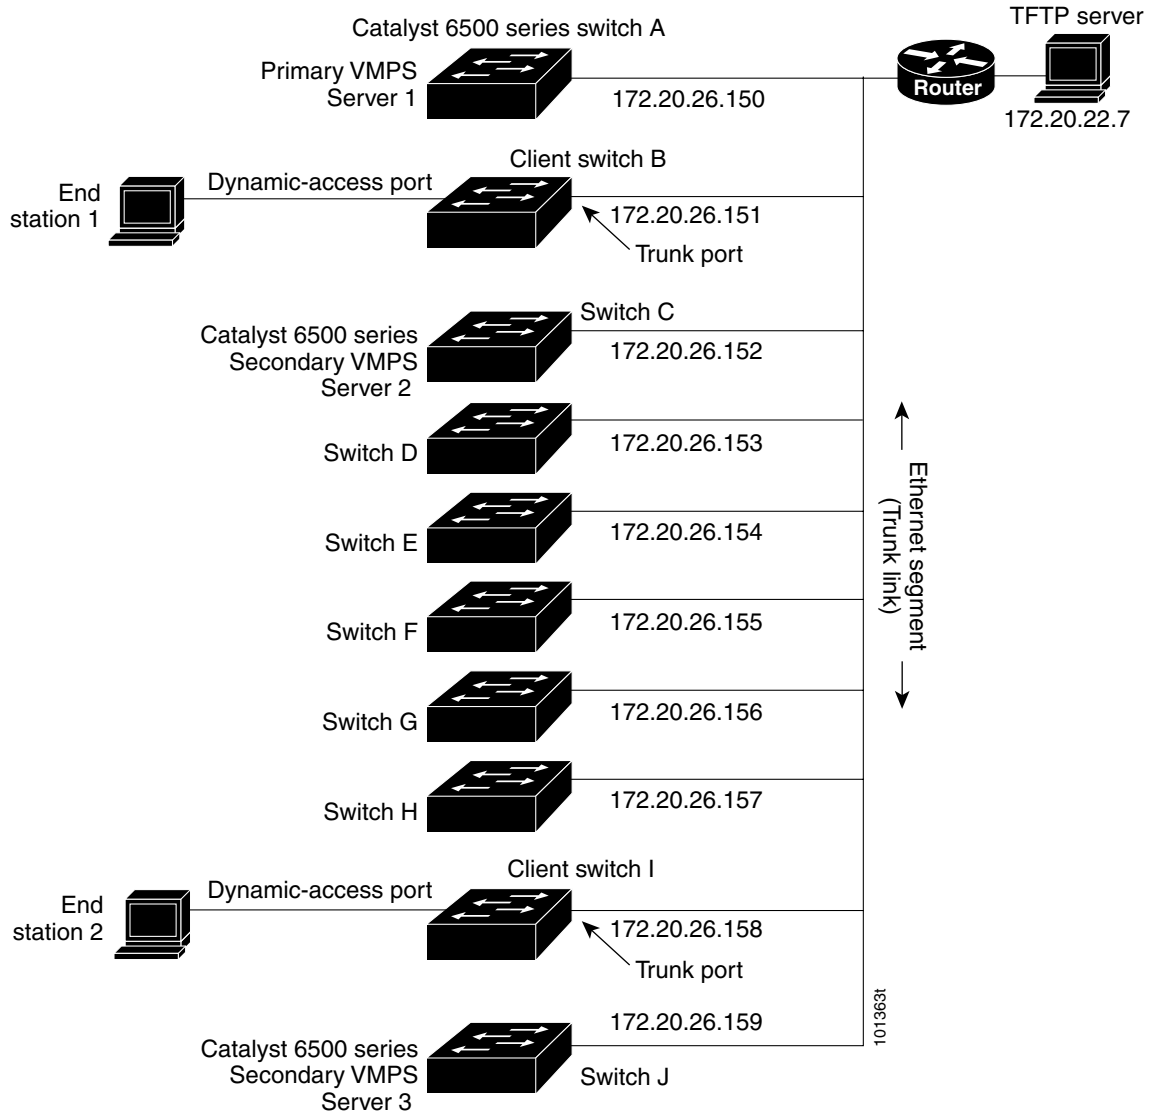 TFTP server
Catalyst 6500 series switch A
Primary VMPS
Server 1
172.20.26.150
Router
172.20.22.7
Client switch B
End
station 1
Dynamic-access port
172.20.26.151
Trunk port
Switch C
Catalyst 6500 series
Secondary VMPS
Server 2
172.20.26.152
Switch D
172.20.26.153
Ethernet segment
(Trunk link)
Switch E
172.20.26.154
Switch F
172.20.26.155
Switch G
172.20.26.156
Switch H
172.20.26.157
Client switch I
End
station 2
Dynamic-access port
172.20.26.158
Trunk port
101363t
172.20.26.159
Catalyst 6500 series
Secondary VMPS
Server 3
Switch J